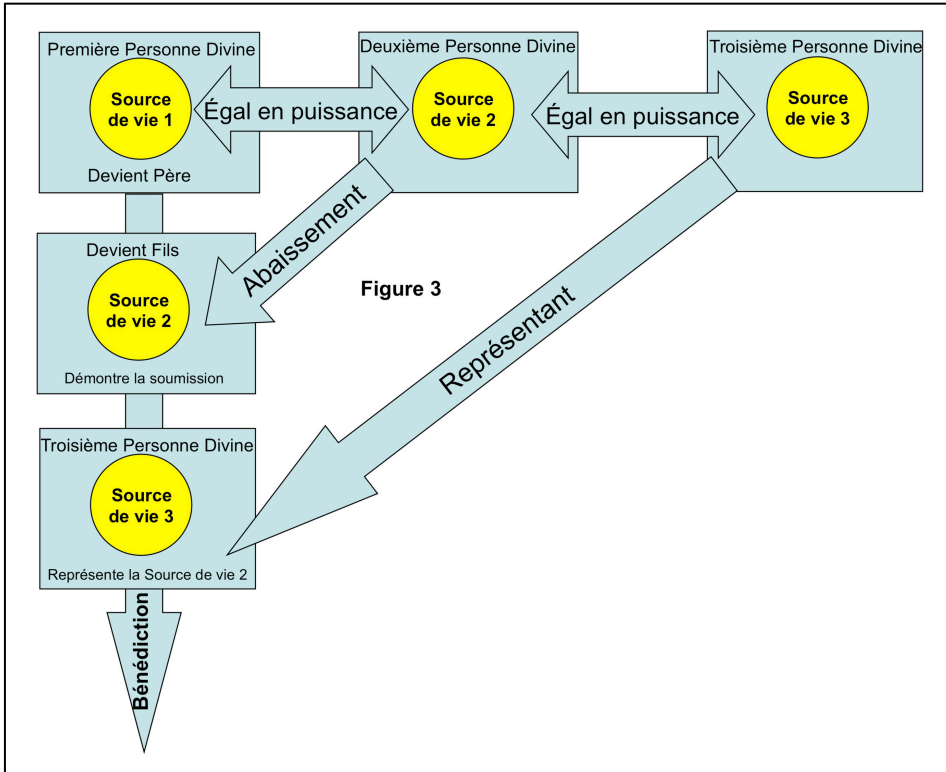 Première Personne Divine
Source
de vie 1
Devient Père
Égal en puissance
Deuxième Personne Divine
Source
de vie 2
Égal en puissance
Troisième Personne Divine
Source
de vie 3
Abaissement
Devient Fils
Source
de vie 2
Démontre la soumission
Figure 3
Représentant
Troisième Personne Divine
Source
de vie 3
Représente la Source de vie 2
Bénédiction